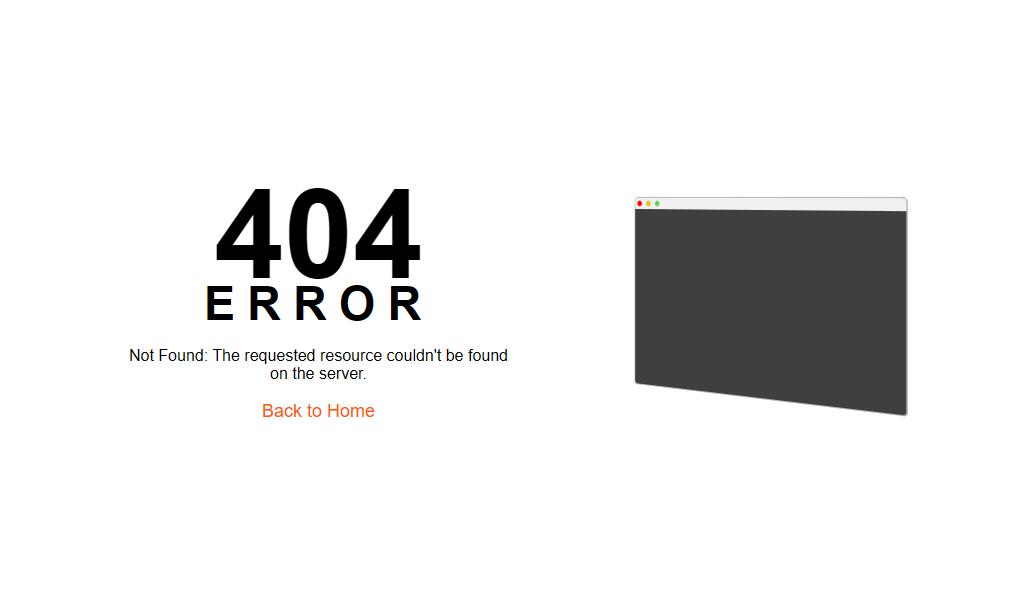 404
ERROR
Not Found: The requested resource couldn't be found
on the server.
Back to Home